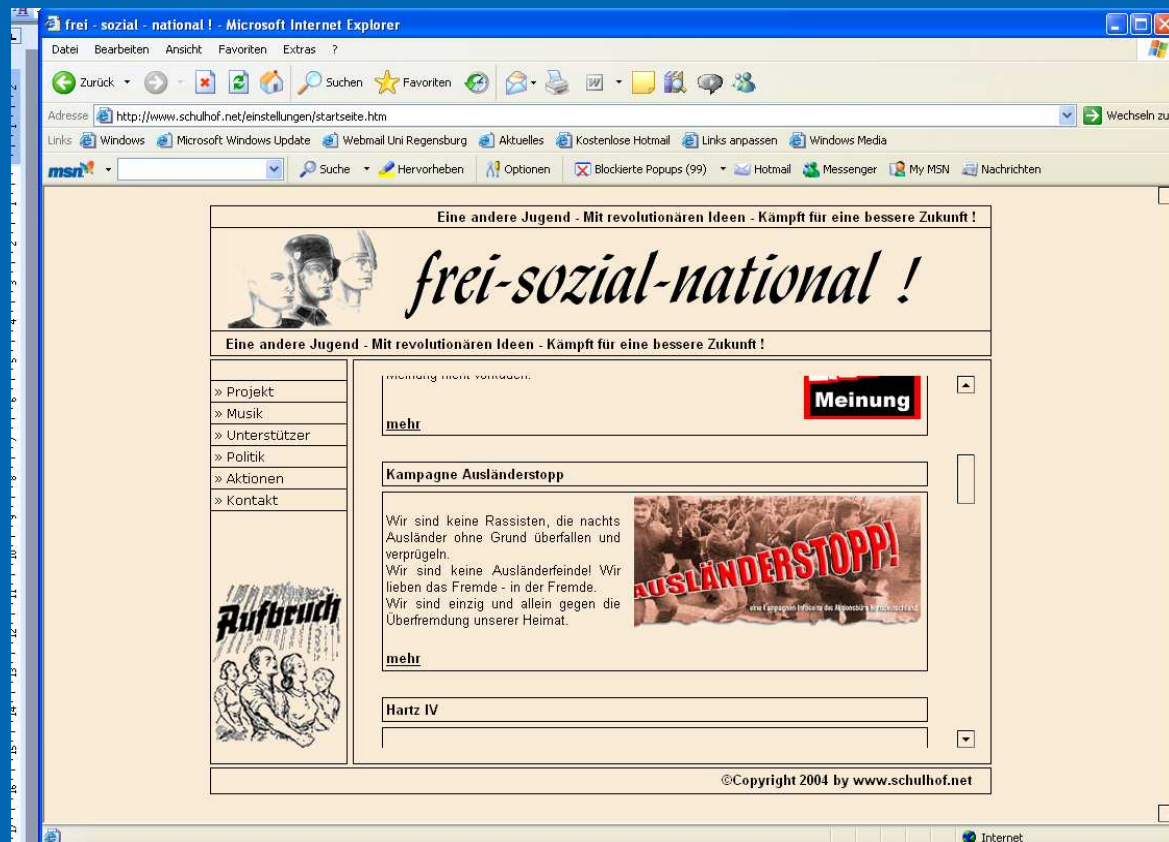 frei - sozial - national ! - Microsoft Internet Explorer
Datei Bearbeiten Ansicht Favoriten Extras ?
Zurück Suchen Favoriten
Adresse http://www.schulhof.net/einstellungen/startseite.htm Wechseln zu
Links Windows Microsoft Windows Update Webmail Uni Regensburg Aktuelles Kostenlose Hotmail Links anpassen Windows Media
msn Suche Hervorheben Optionen Blockierte Popups (99) Hotmail Messenger My MSN Nachrichten
Eine andere Jugend - Mit revolutionären Ideen - Kämpft für eine bessere Zukunft !
frei-sozial-national !
Eine andere Jugend - Mit revolutionären Ideen - Kämpft für eine bessere Zukunft !
» Projekt
» Musik
» Unterstützer
» Politik
» Aktionen
» Kontakt
Aufbruch
Meinung
mehr
Kampagne Ausländerstopp
Wir sind keine Rassisten, die nachts
Ausländer ohne Grund überfallen und
verprügeln.
Wir sind keine Ausländerfeinde! Wir
lieben das Fremde - in der Fremde.
Wir sind einzig und allein gegen die
Überfremdung unserer Heimat.
AUSLÄNDERSTOPP!
mehr
Hartz IV
©Copyright 2004 by www.schulhof.net
Internet